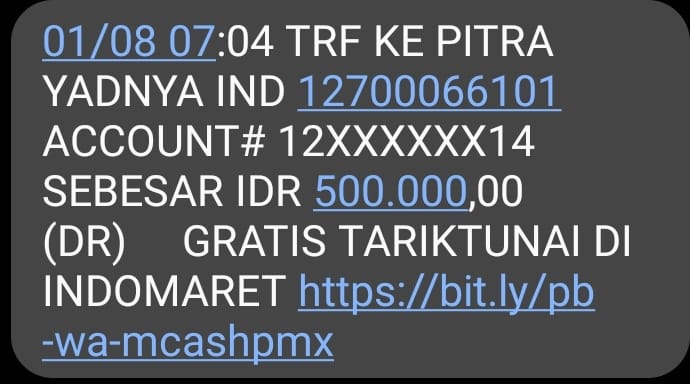 01/08 07:04 TRF KE PITRA
YADNYA IND 12700066101
ACCOUNT# 12XXXXXX14
SEBESAR IDR 500.000,00
(DR) GRATIS TARIKTUNAI DI
INDOMARET https://bit.ly/pb
-wa-mcashpmx